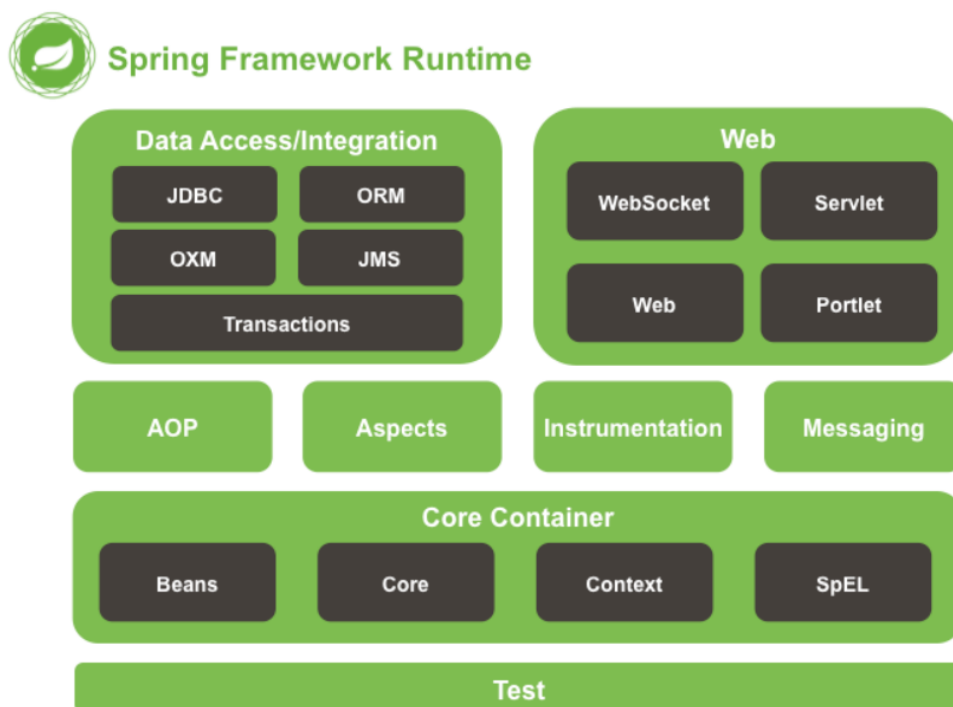 Spring Framework Runtime
Data Access/Integration
JDBC
ORM
OXM
JMS
Transactions
Web
WebSocket
Servlet
Web
Portlet
AOP
Aspects
Instrumentation
Messaging
Core Container
Beans
Core
Context
SpEL
Test